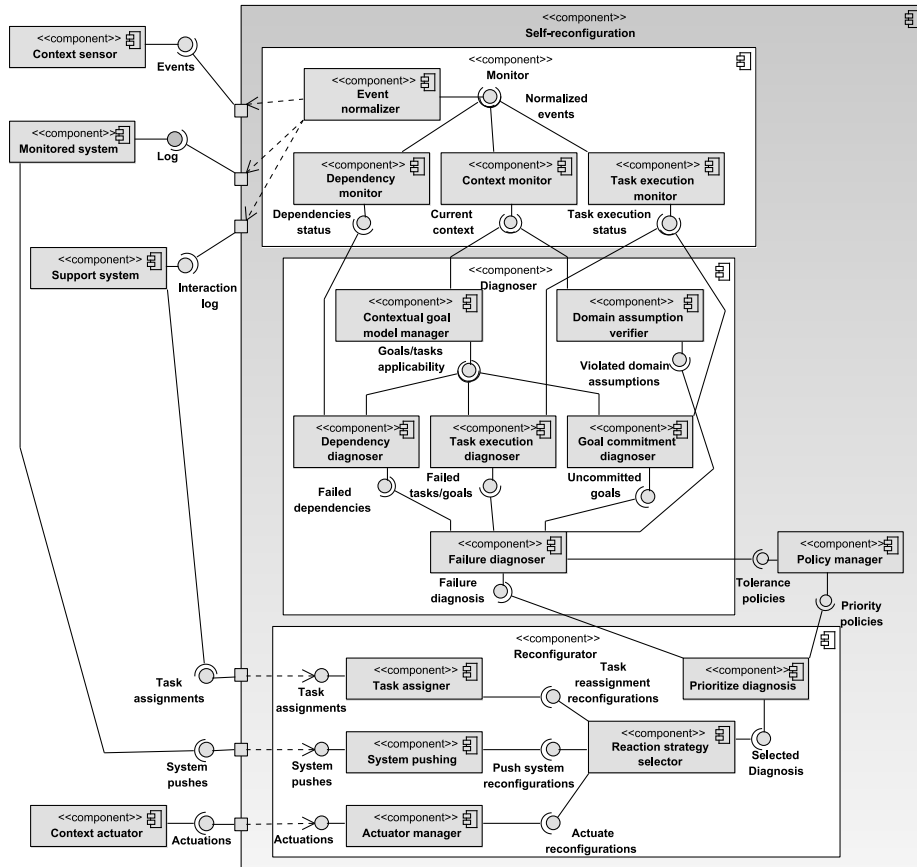 <<component>>
Self-reconfiguration
<<component>>
Context sensor
Events
<<component>>
Monitor
<<component>>
Event
normalizer
Normalized
events
<<component>>
Monitored system
Log
<<component>>
Dependency
monitor
<<component>>
Context monitor
<<component>>
Task execution
monitor
Dependencies
status
Current
context
Task execution
status
<<component>>
Support system
Interaction
log
<<component>>
Diagnoser
<<component>>
Contextual goal
model manager
<<component>>
Domain assumption
verifier
Goals/tasks
applicability
Violated domain
assumptions
<<component>>
Dependency
diagnoser
<<component>>
Task execution
diagnoser
<<component>>
Goal commitment
diagnoser
Failed
dependencies
Failed
tasks/goals
Uncommitted
goals
<<component>>
Failure diagnoser
<<component>>
Policy manager
Failure
diagnosis
Tolerance
policies
Priority
policies
<<component>>
Reconfigurator
Task
assignments
Task
assignments
<<component>>
Task assigner
Task
reassignment
reconfigurations
<<component>>
Prioritize diagnosis
System
pushes
System
pushes
<<component>>
System pushing
Push system
reconfigurations
<<component>>
Reaction strategy
selector
Selected
Diagnosis
<<component>>
Context actuator
Actuations
Actuations
<<component>>
Actuator manager
Actuate
reconfigurations